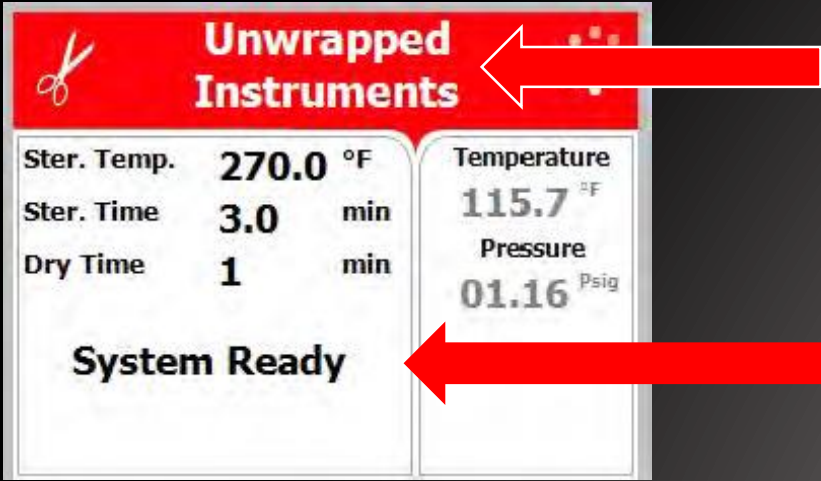 Unwrapped
Instruments
Ster. Temp. 270.0 °F
Ster. Time 3.0 min
Dry Time 1 min
System Ready
Temperature
115.7 °F
Pressure
01.16 Psig